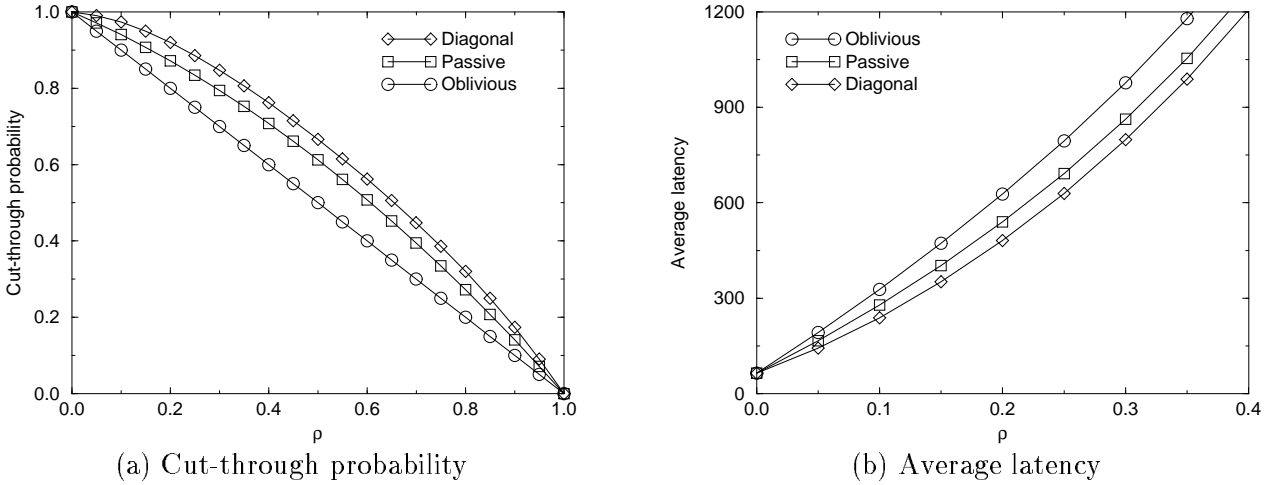 1.0
0.8
0.6
0.4
0.2
0.0
Cut-through probability
Diagonal
Passive
Oblivious
0.0 0.2 0.4 0.6 0.8 1.0
ρ
(a) Cut-through probability
1200
900
600
300
0
Average latency
Oblivious
Passive
Diagonal
0.0 0.1 0.2 0.3 0.4
ρ
(b) Average latency